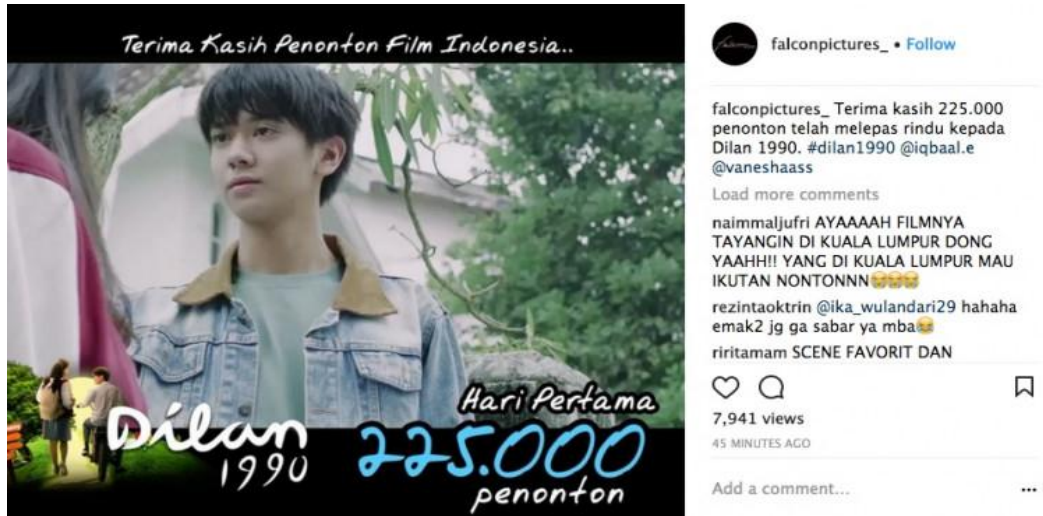 Terima Kasih Penonton Film Indonesia..
Dilan
1990
Hari Pertama
225.000
penonton
falconpictures_ • Follow
falconpictures_ Terima kasih 225.000
penonton telah melepas rindu kepada
Dilan 1990. #dilan1990 @iqbaal.e
@vaneshaass
Load more comments
naimmaljufri AYAAAAH FILMNYA
TAYANGIN DI KUALA LUMPUR DONG
YAAHH!! YANG DI KUALA LUMPUR MAU
IKUTAN NONTONNN😭😭😭
rezintaoktrin @ika_wulandari29 hahaha
emak2 jg ga sabar ya mba😂
riritamam SCENE FAVORIT DAN
7,941 views
45 MINUTES AGO
Add a comment...